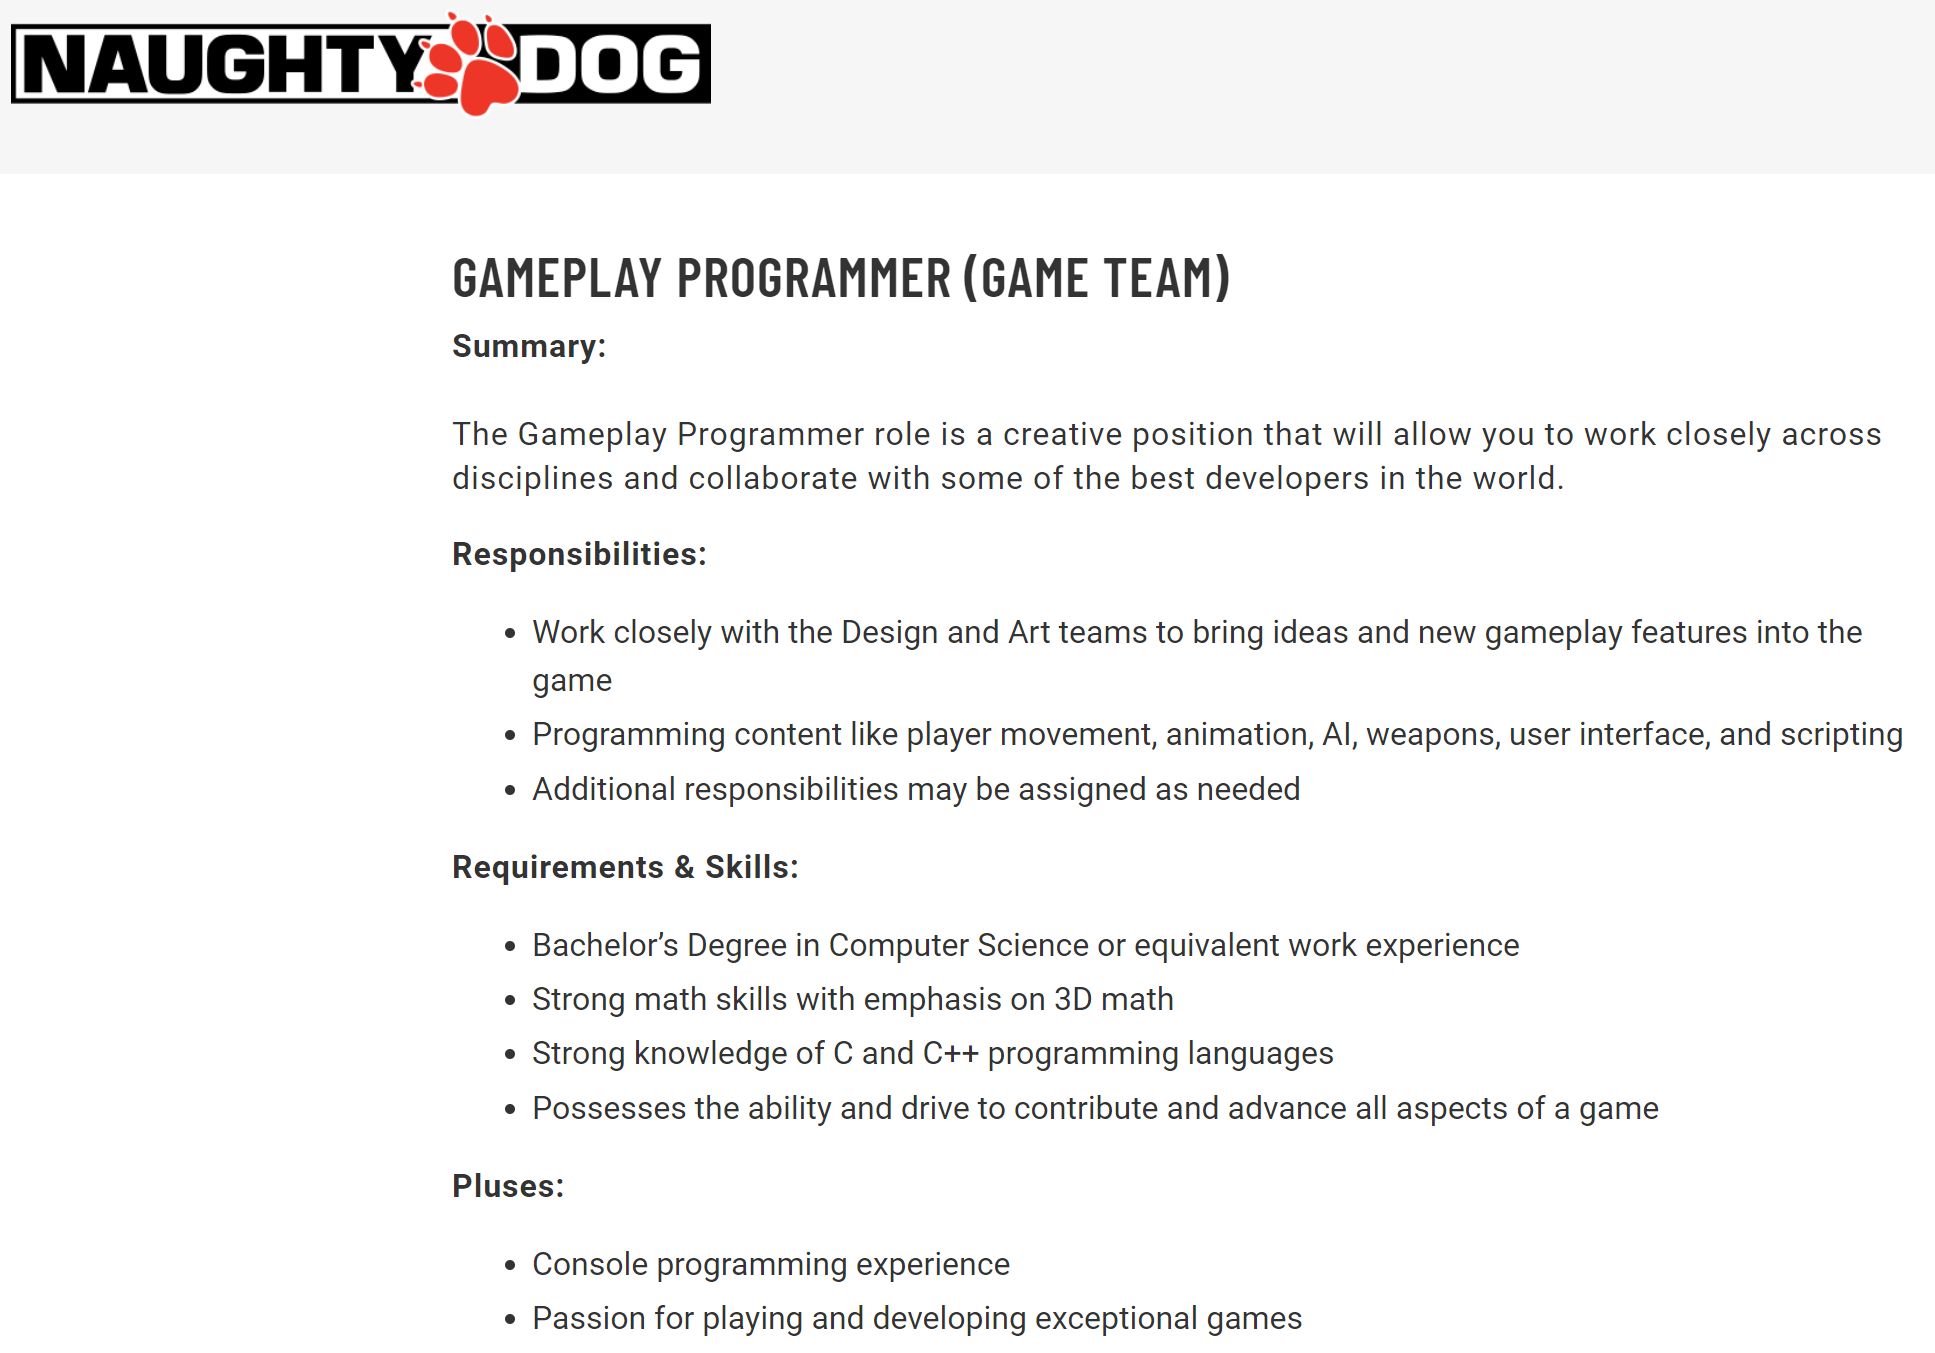 NAUGHTY DOG
GAMEPLAY PROGRAMMER (GAME TEAM)
Summary:
The Gameplay Programmer role is a creative position that will allow you to work closely across
disciplines and collaborate with some of the best developers in the world.
Responsibilities:
• Work closely with the Design and Art teams to bring ideas and new gameplay features into the
game
• Programming content like player movement, animation, AI, weapons, user interface, and scripting
• Additional responsibilities may be assigned as needed
Requirements & Skills:
• Bachelor’s Degree in Computer Science or equivalent work experience
• Strong math skills with emphasis on 3D math
• Strong knowledge of C and C++ programming languages
• Possesses the ability and drive to contribute and advance all aspects of a game
Pluses:
• Console programming experience
• Passion for playing and developing exceptional games